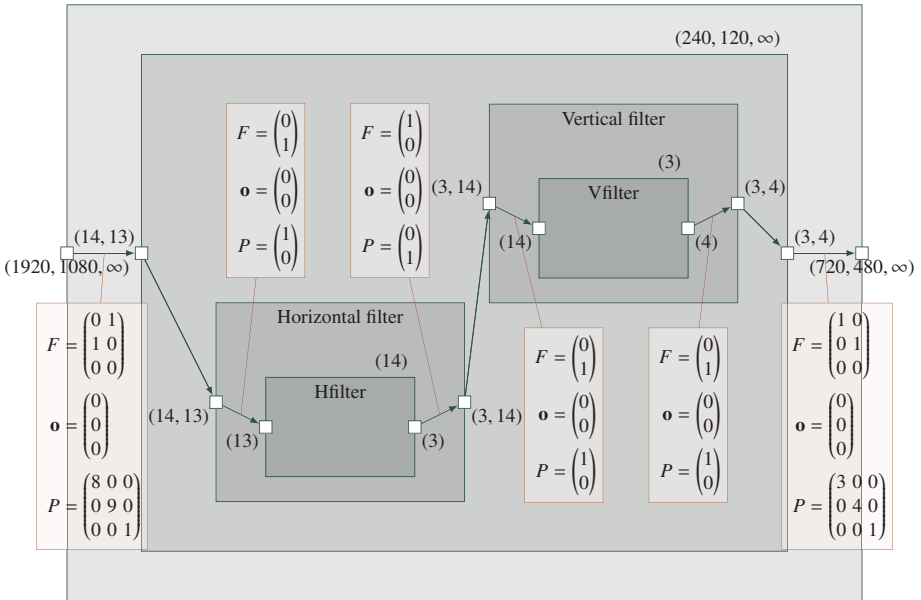 (240, 120, ∞)
Vertical filter
(3)
Vfilter
(3, 14)
(14)
(4)
(3, 4)
F = (0 1)
o = (0 0)
P = (1 0)
F = (1 0)
o = (0 0)
P = (0 1)
(14, 13)
(1920, 1080, ∞)
(3, 4)
(720, 480, ∞)
Horizontal filter
(14)
Hfilter
(14, 13)
(13)
(3)
(3, 14)
F = (0 1
1 0
0 0)
o = (0
0
0)
P = (8 0 0
0 9 0
0 0 1)
F = (0 1)
o = (0 0)
P = (1 0)
F = (0 1)
o = (0 0)
P = (1 0)
F = (1 0
0 1
0 0)
o = (0
0
0)
P = (3 0 0
0 4 0
0 0 1)